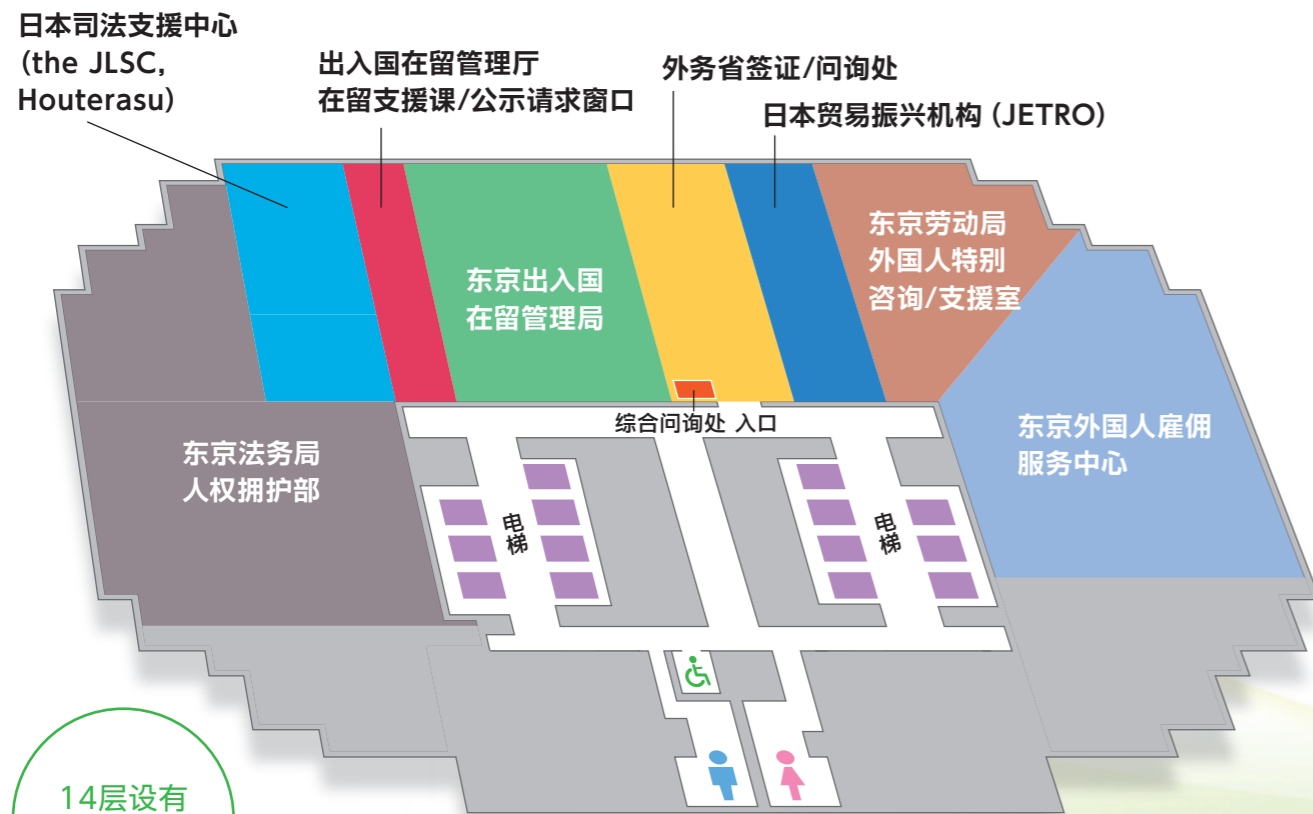 日本司法支援中心
(the JLSC,
Houterasu)
出入国在留管理厅
在留支援课/公示请求窗口
外务省签证/问询处
日本贸易振兴机构 (JETRO)
东京劳动局
外国人特别
咨询/支援室
东京出入国
在留管理局
综合问询处 入口
东京外国人雇佣
服务中心
东京法务局
人权拥护部
电梯
电梯
14层设有